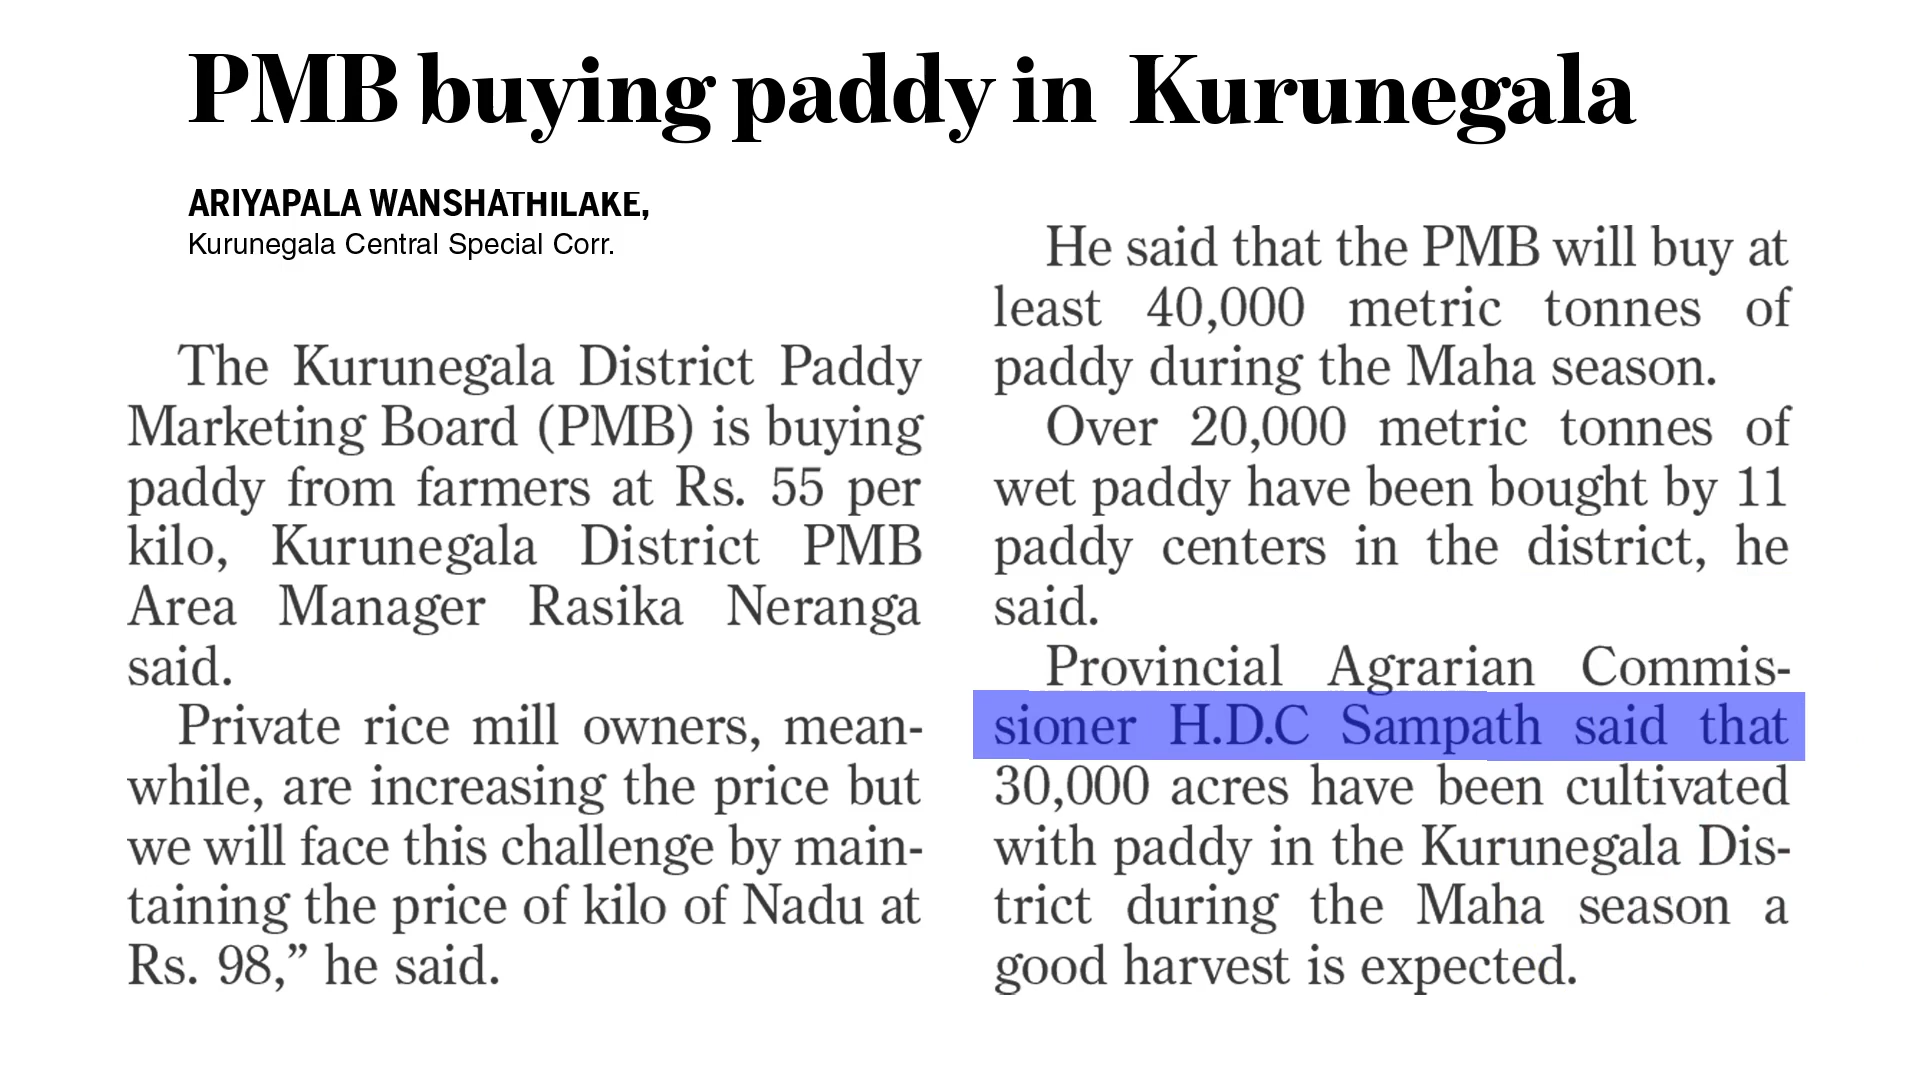 PMB buying paddy in Kurunegala
ARIYAPALA WANSHATHILAKE,
Kurunegala Central Special Corr.
The Kurunegala District Paddy
Marketing Board (PMB) is buying
paddy from farmers at Rs. 55 per
kilo, Kurunegala District PMB
Area Manager Rasika Neranga
said.
Private rice mill owners, mean-
while, are increasing the price but
we will face this challenge by main-
taining the price of kilo of Nadu at
Rs. 98,” he said.
He said that the PMB will buy at
least 40,000 metric tonnes of
paddy during the Maha season.
Over 20,000 metric tonnes of
wet paddy have been bought by 11
paddy centers in the district, he
said.
Provincial Agrarian Commis-
sioner H.D.C Sampath said that
30,000 acres have been cultivated
with paddy in the Kurunegala Dis-
trict during the Maha season a
good harvest is expected.